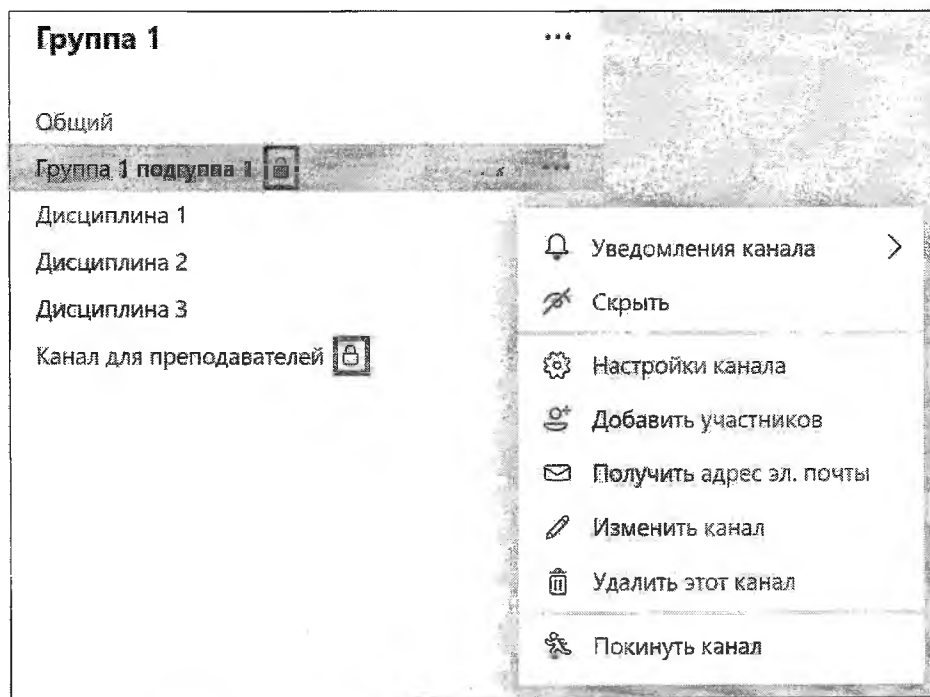 Группа 1
Общий
Группа 1 подгруппа 1
Дисциплина 1
Дисциплина 2
Дисциплина 3
Канал для преподавателей
Уведомления канала
Скрыть
Настройки канала
Добавить участников
Получить адрес эл. почты
Изменить канал
Удалить этот канал
Покинуть канал